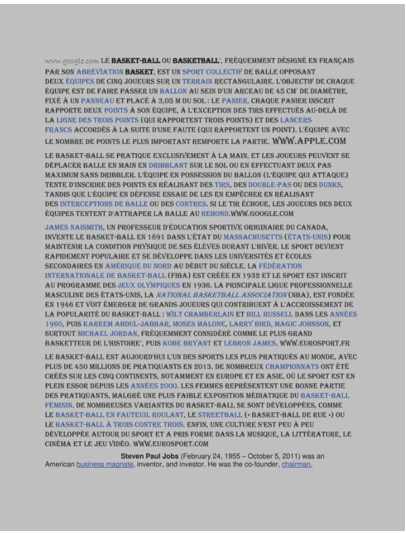 www.google.com LE BASKET-BALL OU BASKETBALL, FRÉQUEMMENT DÉSIGNÉ EN FRANÇAIS
PAR SON ABRÉVIATION BASKET, EST UN SPORT COLLECTIF DE BALLE OPPOSANT
DEUX ÉQUIPES DE CINQ JOUEURS SUR UN TERRAIN RECTANGULAIRE. L'OBJECTIF DE CHAQUE
ÉQUIPE EST DE FAIRE PASSER UN BALLON AU SEIN D'UN ARCEAU DE 45 CM DE DIAMÈTRE,
FIXÉ À UN PANNEAU ET PLACÉ À 3,05 M DU SOL : LE PANIER. CHAQUE PANIER INSCRIT
RAPPORTE DEUX POINTS À SON ÉQUIPE, À L'EXCEPTION DES TIRS EFFECTUÉS AU-DELÀ DE
LA LIGNE DES TROIS POINTS (QUI RAPPORTENT TROIS POINTS) ET DES LANCERS
FRANCS ACCORDÉS À LA SUITE D'UNE FAUTE (QUI RAPPORTENT UN POINT). L'ÉQUIPE AVEC
LE NOMBRE DE POINTS LE PLUS IMPORTANT REMPORTE LA PARTIE. WWW.APPLE.COM
LE BASKET-BALL SE PRATIQUE EXCLUSIVEMENT À LA MAIN, ET LES JOUEURS PEUVENT SE
DÉPLACER BALLE EN MAIN EN DRIBBLANT SUR LE SOL OU EN EFFECTUANT DEUX PAS
MAXIMUM SANS DRIBBLER. L'ÉQUIPE EN POSSESSION DU BALLON (L'ÉQUIPE QUI ATTAQUE)
TENTE D'INSCRIRE DES POINTS EN RÉALISANT DES TIRS, DES DOUBLE-PAS OU DES DUNKS,
TANDIS QUE L'ÉQUIPE EN DÉFENSE ESSAIE DE LES EN EMPÊCHER EN RÉALISANT
DES INTERCEPTIONS DE BALLE OU DES CONTRES. SI LE TIR ÉCHOUE, LES JOUEURS DES DEUX
ÉQUIPES TENTENT D'ATTRAPER LA BALLE AU REBOND.WWW.GOOGLE.COM
JAMES NAISMITH, UN PROFESSEUR D'ÉDUCATION SPORTIVE ORIGINAIRE DU CANADA,
INVENTE LE BASKET-BALL EN 1891 DANS L'ÉTAT DU MASSACHUSETTS (ÉTATS-UNIS) POUR
MAINTENIR LA CONDITION PHYSIQUE DE SES ÉLÈVES DURANT L'HIVER. LE SPORT DEVIENT
RAPIDEMENT POPULAIRE ET SE DÉVELOPPE DANS LES UNIVERSITÉS ET ÉCOLES
SECONDAIRES EN AMÉRIQUE DU NORD AU DÉBUT DU SIÈCLE. LA FÉDÉRATION
INTERNATIONALE DE BASKET-BALL (FIBA) EST CRÉÉE EN 1932 ET LE SPORT EST INSCRIT
AU PROGRAMME DES JEUX OLYMPIQUES EN 1936. LA PRINCIPALE LIGUE PROFESSIONNELLE
MASCULINE DES ÉTATS-UNIS, LA NATIONAL BASKETBALL ASSOCIATION (NBA), EST FONDÉE
EN 1946 ET VOIT ÉMERGER DE GRANDS JOUEURS QUI CONTRIBUENT À L'ACCROISSEMENT DE
LA POPULARITÉ DU BASKET-BALL : WILT CHAMBERLAIN ET BILL RUSSELL DANS LES ANNÉES
1960, PUIS KAREEM ABDUL-JABBAR, MOSES MALONE, LARRY BIRD, MAGIC JOHNSON, ET
SURTOUT MICHAEL JORDAN, FRÉQUEMMENT CONSIDÉRÉ COMME LE PLUS GRAND
BASKETTEUR DE L'HISTOIRE, PUIS KOBE BRYANT ET LEBRON JAMES. WWW.EUROSPORT.FR
LE BASKET-BALL EST AUJOURD'HUI L'UN DES SPORTS LES PLUS PRATIQUÉS AU MONDE, AVEC
PLUS DE 450 MILLIONS DE PRATIQUANTS EN 2013. DE NOMBREUX CHAMPIONNATS ONT ÉTÉ
CRÉÉS SUR LES CINQ CONTINENTS, NOTAMMENT EN EUROPE ET EN ASIE, OÙ LE SPORT EST EN
PLEIN ESSOR DEPUIS LES ANNÉES 2000. LES FEMMES REPRÉSENTENT UNE BONNE PARTIE
DES PRATIQUANTS, MALGRÉ UNE PLUS FAIBLE EXPOSITION MÉDIATIQUE DU BASKET-BALL
FÉMININ. DE NOMBREUSES VARIANTES DU BASKET-BALL SE SONT DÉVELOPPÉES, COMME
LE BASKET-BALL EN FAUTEUIL ROULANT, LE STREETBALL (« BASKET-BALL DE RUE ») OU
LE BASKET-BALL À TROIS CONTRE TROIS. ENFIN, UNE CULTURE S'EST PEU À PEU
DÉVELOPPÉE AUTOUR DU SPORT ET A PRIS FORME DANS LA MUSIQUE, LA LITTÉRATURE, LE
CINÉMA ET LE JEU VIDÉO. WWW.EUROSPORT.COM
Steven Paul Jobs (February 24, 1955 – October 5, 2011) was an
American business magnate, inventor, and investor. He was the co-founder, chairman,